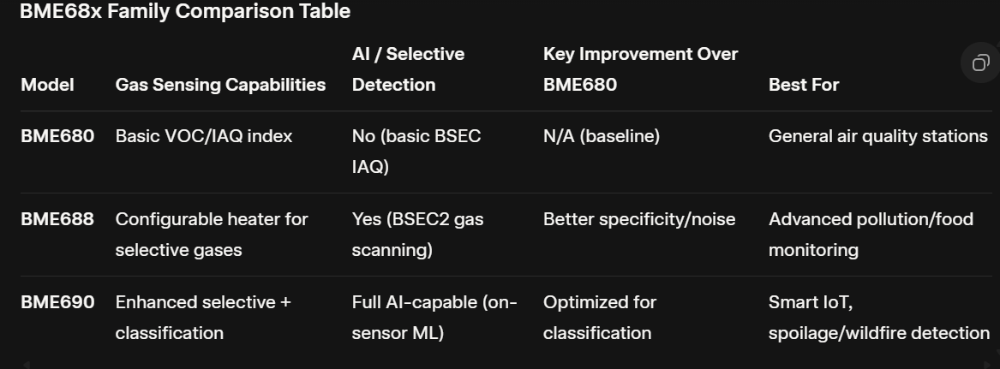 BME68x Family Comparison Table
AI / Selective Key Improvement Over
Model Gas Sensing Capabilities Detection BME680 Best For
BME680 Basic VOC/IAQ index No (basic BSEC N/A (baseline) General air quality stations
IAQ)
BME688 Configurable heater for Yes (BSEC2 gas Better specificity/noise Advanced pollution/food
selective gases scanning) monitoring
BME690 Enhanced selective + Full AI-capable (on- Optimized for Smart IoT,
classification sensor ML) classification spoilage/wildfire detection